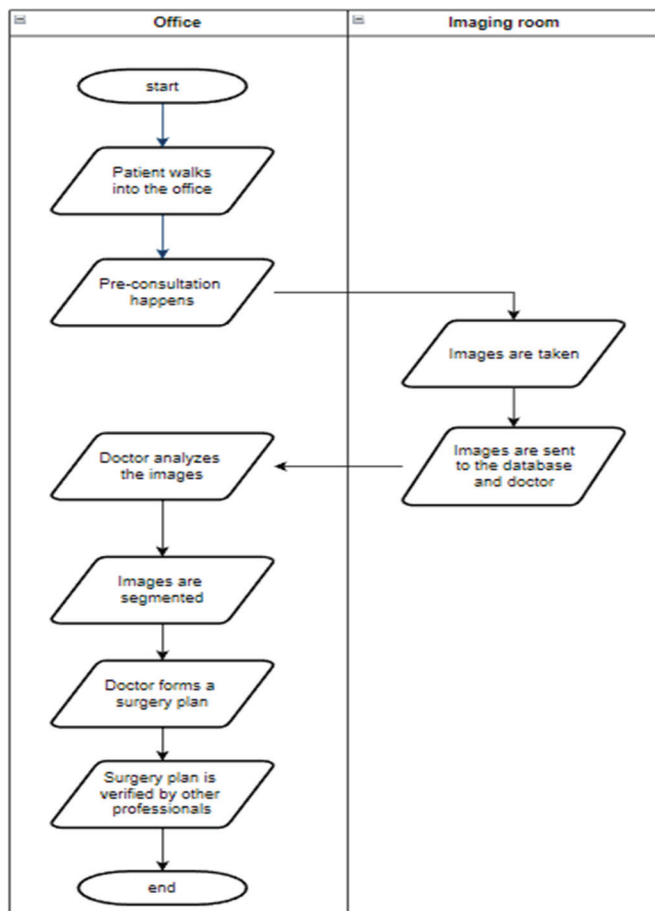 Office
Imaging room
start
Patient walks
into the office
Pre-consultation
happens
Images are taken
Images are sent
to the database
and doctor
Doctor analyzes
the images
Images are
segmented
Doctor forms a
surgery plan
Surgery plan is
verified by other
professionals
end